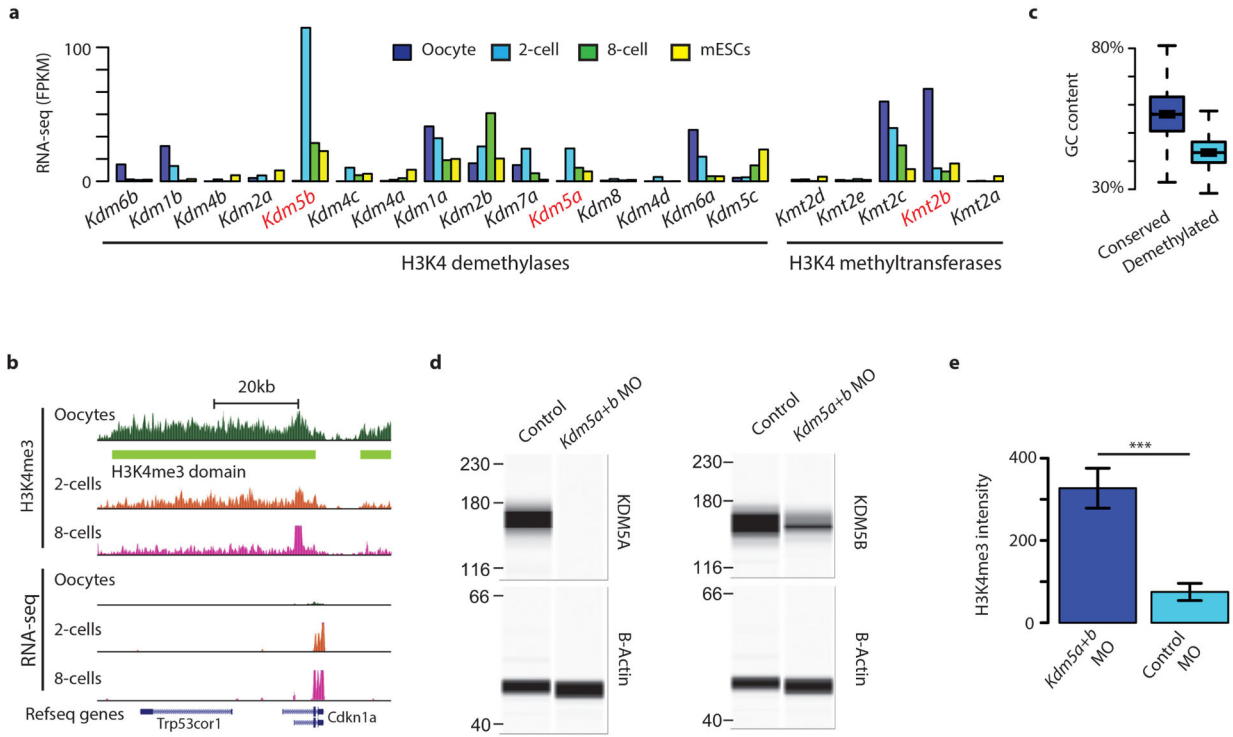 a
RNA-seq (FPKM)
100
0
Oocyte 2-cell 8-cell mESCs
Kdm6b Kdm1b Kdm4b Kdm2a Kdm5b Kdm4c Kdm4a Kdm1a Kdm2b Kdm7a Kdm5a Kdm8 Kdm4d Kdm6a Kdm5c Kmt2d Kmt2e Kmt2c Kmt2b Kmt2a
H3K4 demethylases
H3K4 methyltransferases
c
GC content
80%
30%
Conserved
Demethylated
b
20kb
H3K4me3
Oocytes
H3K4me3 domain
2-cells
8-cells
RNA-seq
Oocytes
2-cells
8-cells
Refseq genes
Trp53cor1
Cdkn1a
d
Control
Kdm5a+b MO
230
180
116
KDM5A
66
40
B-Actin
Control
Kdm5a+b MO
230
180
116
KDM5B
66
40
B-Actin
e
H3K4me3 intensity
400
200
0
***
Kdm5a+b
MO
Control
MO